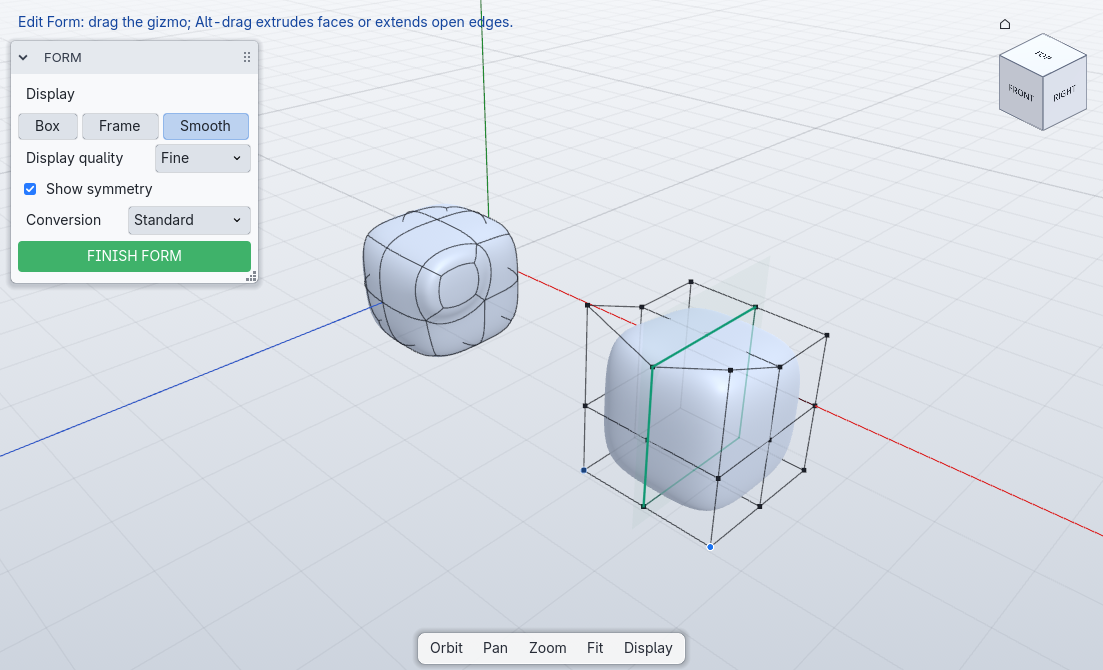 Edit Form: drag the gizmo; Alt-drag extrudes faces or extends open edges.
FORM
Display
Box Frame Smooth
Display quality Fine
Show symmetry
Conversion Standard
FINISH FORM
TOP
FRONT RIGHT
Orbit Pan Zoom Fit Display